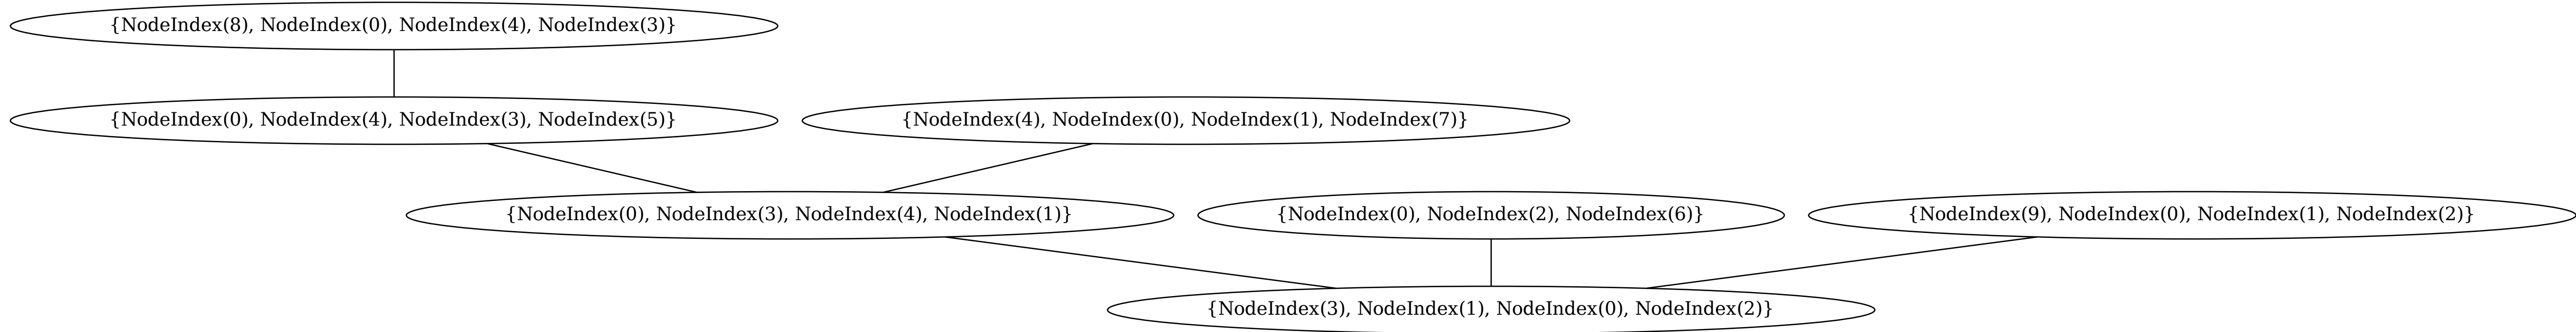 {NodeIndex(8), NodeIndex(0), NodeIndex(4), NodeIndex(3)}
{NodeIndex(0), NodeIndex(4), NodeIndex(3), NodeIndex(5)}
{NodeIndex(4), NodeIndex(0), NodeIndex(1), NodeIndex(7)}
{NodeIndex(0), NodeIndex(3), NodeIndex(4), NodeIndex(1)}
{NodeIndex(0), NodeIndex(2), NodeIndex(6)}
{NodeIndex(9), NodeIndex(0), NodeIndex(1), NodeIndex(2)}
{NodeIndex(3), NodeIndex(1), NodeIndex(0), NodeIndex(2)}